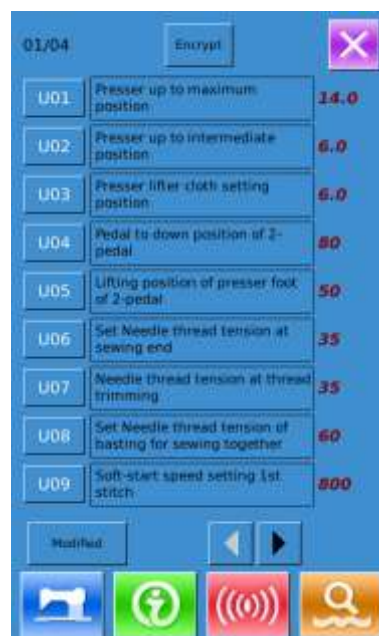 01/04
Encrypt
U01
Presser up to maximum
position
14.0
U02
Presser up to intermediate
position
6.0
U03
Presser lifter cloth setting
position
6.0
U04
Pedal to down position of 2-
pedal
80
U05
Lifting position of presser foot
of 2-pedal
50
U06
Set Needle thread tension at
sewing end
35
U07
Needle thread tension at thread
trimming
35
U08
Set Needle thread tension of
basting for sewing together
60
U09
Soft-start speed setting 1st
stitch
800
Modified